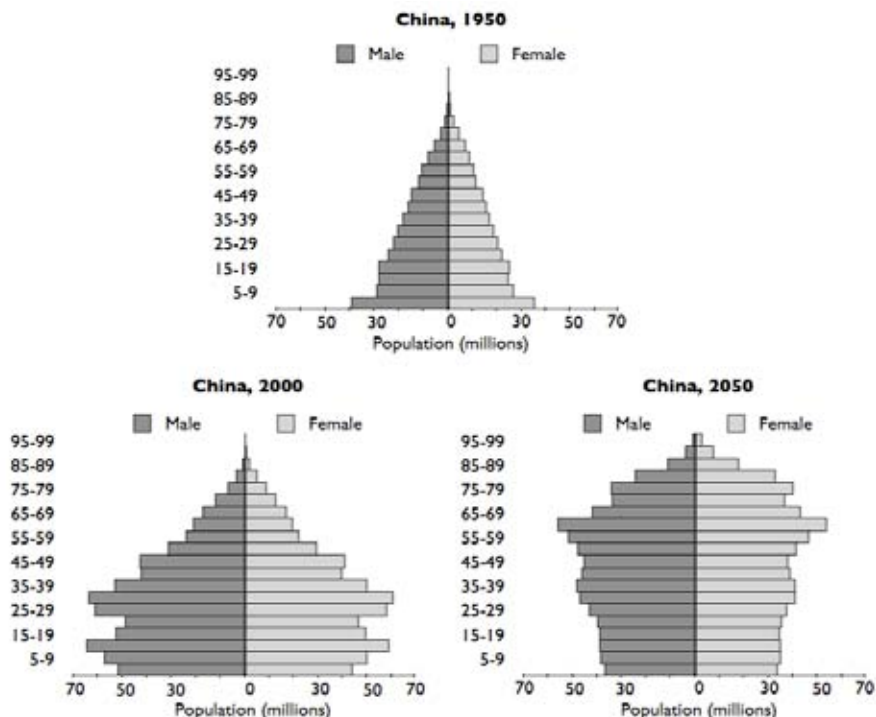 China, 1950
Male Female
95-99
85-89
75-79
65-69
55-59
45-49
35-39
25-29
15-19
5-9
70 50 30 0 30 50 70
Population (millions)
China, 2000
Male Female
95-99
85-89
75-79
65-69
55-59
45-49
35-39
25-29
15-19
5-9
70 50 30 0 30 50 70
Population (millions)
China, 2050
Male Female
95-99
85-89
75-79
65-69
55-59
45-49
35-39
25-29
15-19
5-9
70 50 30 0 30 50 70
Population (millions)